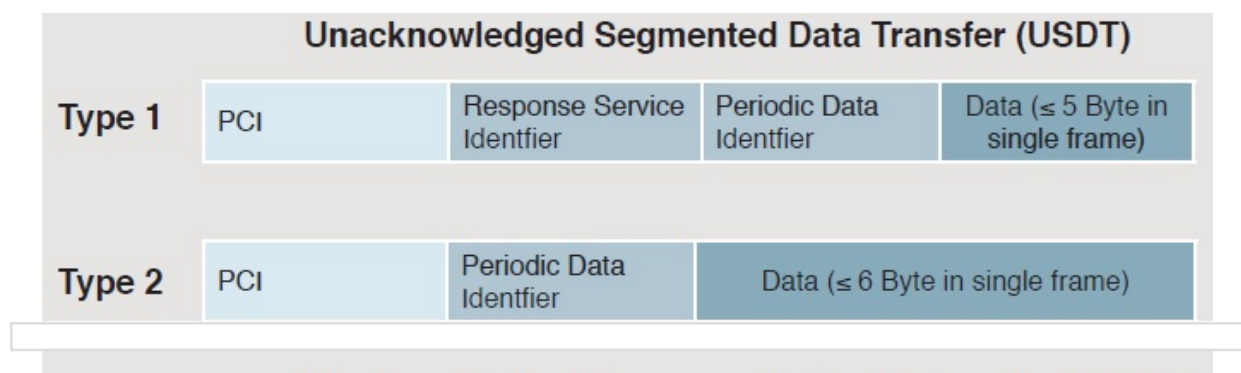 Unacknowledged Segmented Data Transfer (USDT)
Type 1
PCI
Response Service
Identfier
Periodic Data
Identfier
Data (≤ 5 Byte in
single frame)
Type 2
PCI
Periodic Data
Identfier
Data (≤ 6 Byte in single frame)